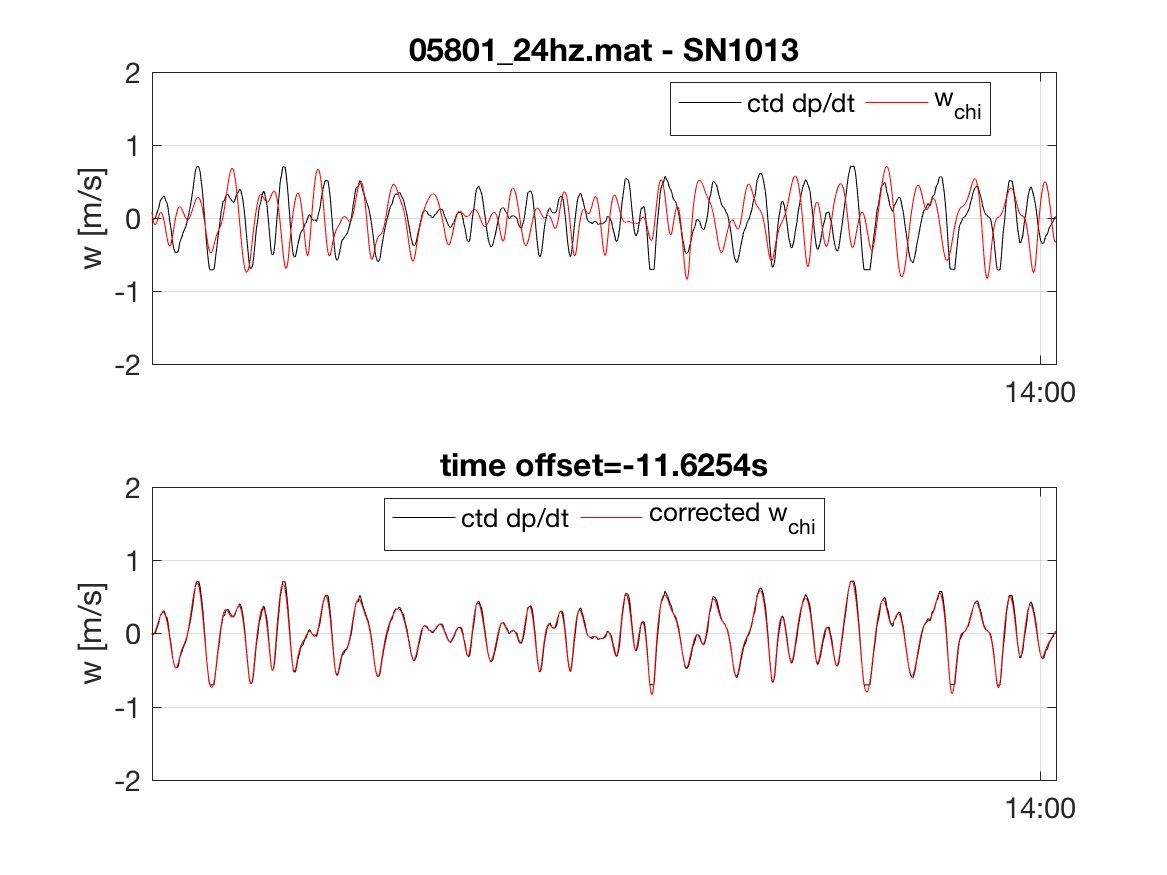 05801_24hz.mat - SN1013
2
1
0
-1
-2
w [m/s]
ctd dp/dt
w_chi
14:00
time offset=-11.6254s
2
1
0
-1
-2
w [m/s]
ctd dp/dt
corrected w_chi
14:00